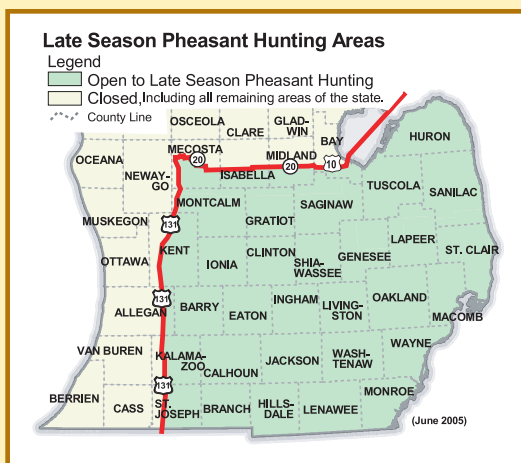 Late Season Pheasant Hunting Areas
Legend
Open to Late Season Pheasant Hunting
Closed, Including all remaining areas of the state.
County Line
OSCEOLA
CLARE
GLAD-
WIN
BAY
HURON
OCEANA
MECOSTA
20
MIDLAND
20
10
ISABELLA
NEWAY-
GO
TUSCOLA
SANILAC
MONTCALM
SAGINAW
MUSKEGON
131
GRATIOT
LAPEER
KENT
CLINTON
GENESEE
ST. CLAIR
OTTAWA
IONIA
SHIA-
WASSEE
131
INGHAM
LIVING-
STON
OAKLAND
ALLEGAN
BARRY
EATON
MACOMB
WAYNE
VAN BUREN
KALAMA-
ZOO
CALHOUN
JACKSON
WASH-
TENAW
131
BERRIEN
CASS
ST.
JOSEPH
BRANCH
HILLS-
DALE
LENAWEE
MONROE
(June 2005)